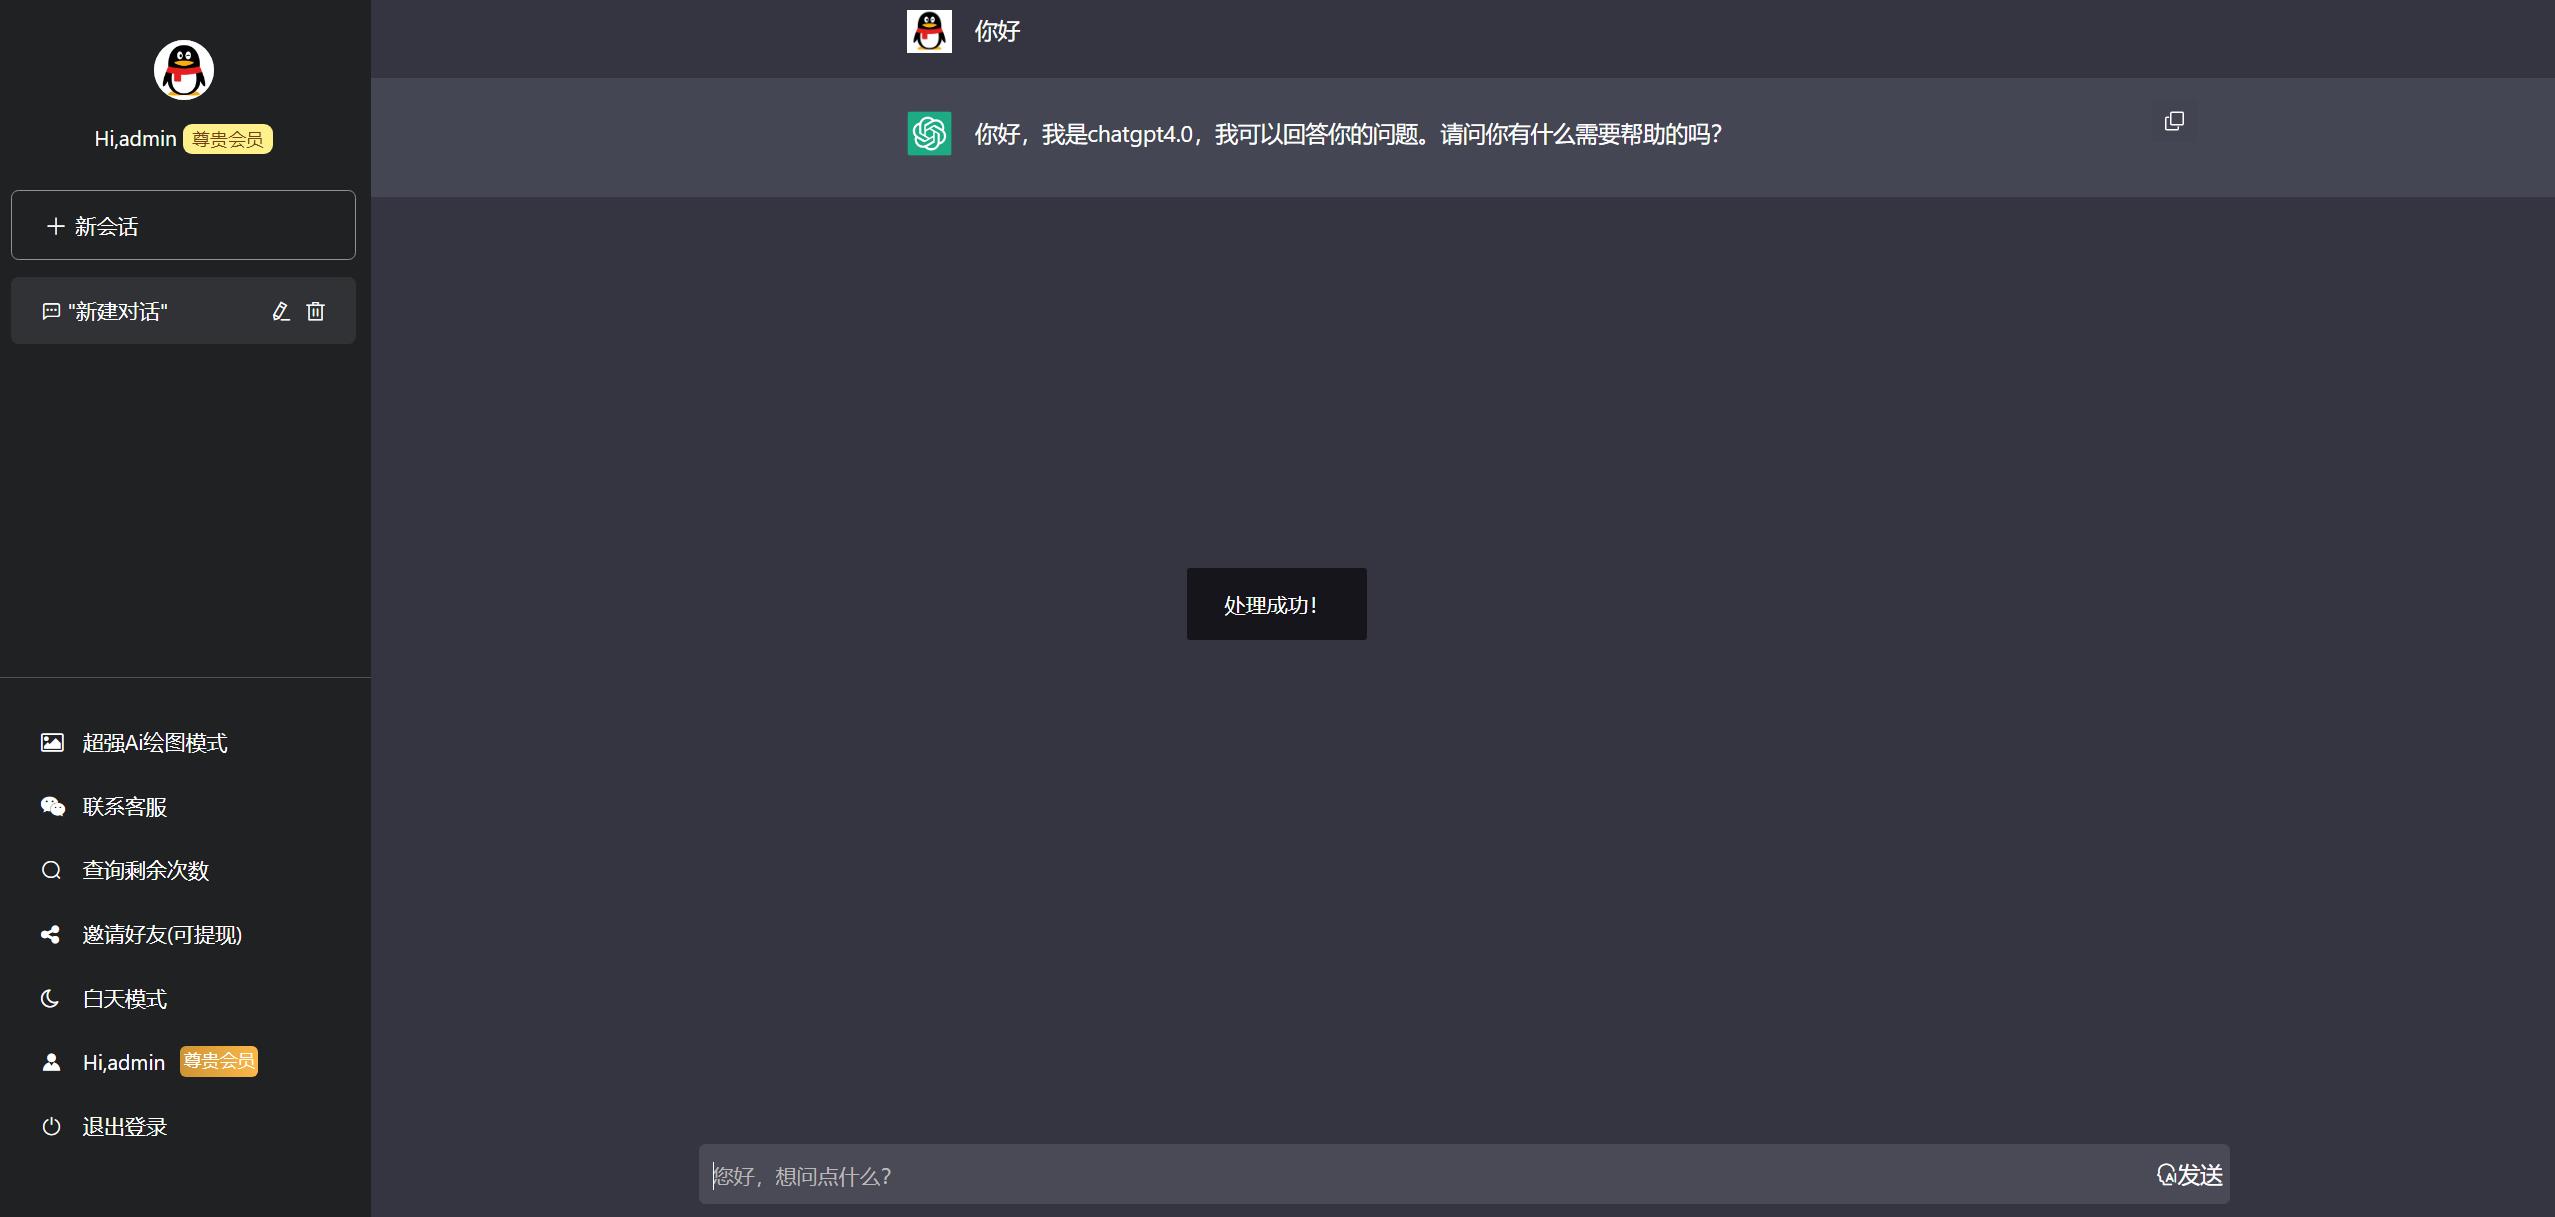 Hi,admin 尊贵会员
新会话
"新建对话"
超强Ai绘图模式
联系客服
查询剩余次数
邀请好友(可提现)
白天模式
Hi,admin 尊贵会员
退出登录
你好
你好，我是chatgpt4.0，我可以回答你的问题。请问你有什么需要帮助的吗？
处理成功！
您好，想问点什么？
AI发送